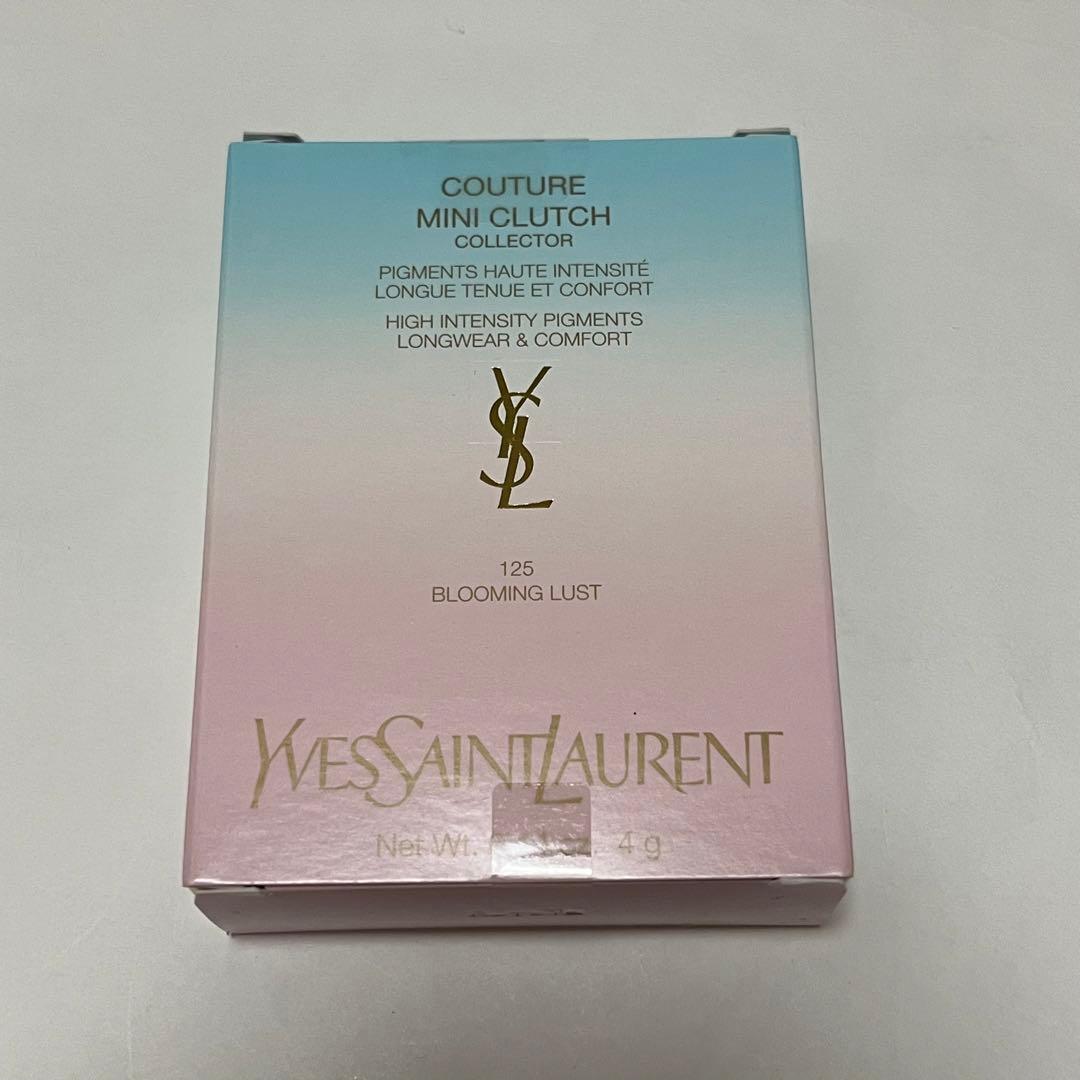 COUTURE
MINI CLUTCH
COLLECTOR
PIGMENTS HAUTE INTENSITÉ
LONGUE TENUE ET CONFORT
HIGH INTENSITY PIGMENTS
LONGWEAR & COMFORT
YSL
125
BLOOMING LUST
YVESSAINTLAURENT
Net Wt. oz. 4 g